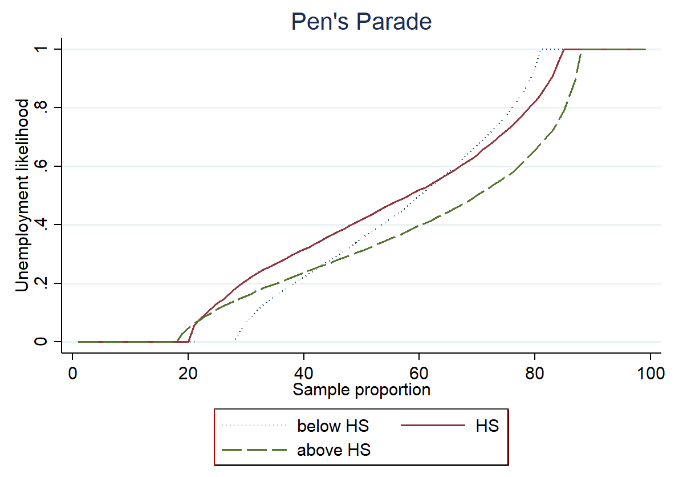 Pen's Parade
Unemployment likelihood
1
.8
.6
.4
.2
0
0 20 40 60 80 100
Sample proportion
below HS HS
above HS